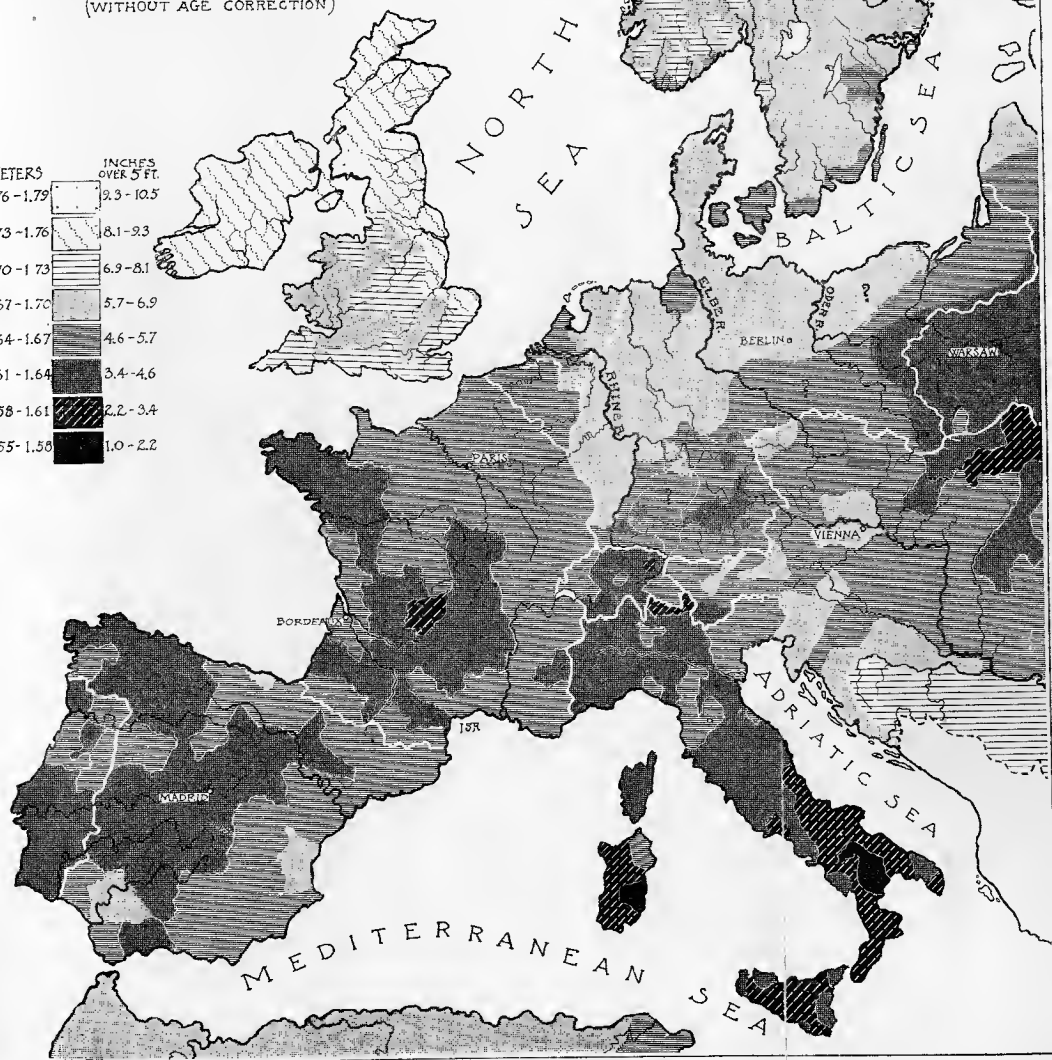 (WITHOUT AGE CORRECTION)
NORTH
SEA
BALTIC SEA
ETERS
INCHES
OVER 5 FT.
76-1.79 9.3-10.5
73-1.76 8.1-9.3
70-1.73 6.9-8.1
67-1.70 5.7-6.9
64-1.67 4.6-5.7
61-1.64 3.4-4.6
58-1.61 2.2-3.4
55-1.58 1.0-2.2
ELBE R.
ODER R.
?
BERLIN
WARSAW
RHINE R.
PARIS
?
VIENNA
BORDEAUX
ADRIATIC SEA
MADRID
MEDITERRANEAN SEA